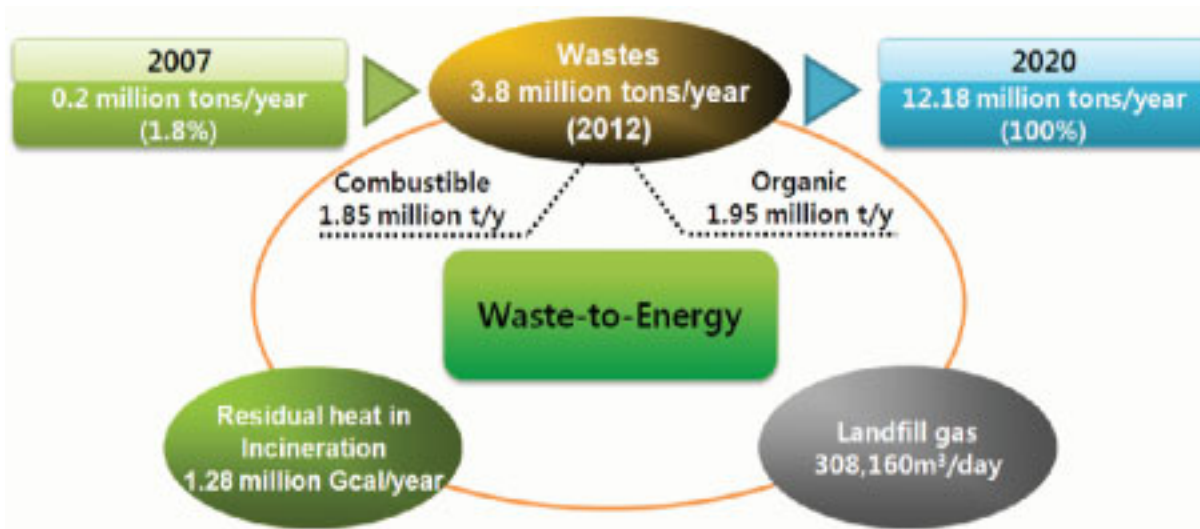 2007
0.2 million tons/year
(1.8%)
Wastes
3.8 million tons/year
(2012)
2020
12.18 million tons/year
(100%)
Combustible
1.85 million t/y
Organic
1.95 million t/y
Waste-to-Energy
Residual heat in
Incineration
1.28 million Gcal/year
Landfill gas
308,160m³/day